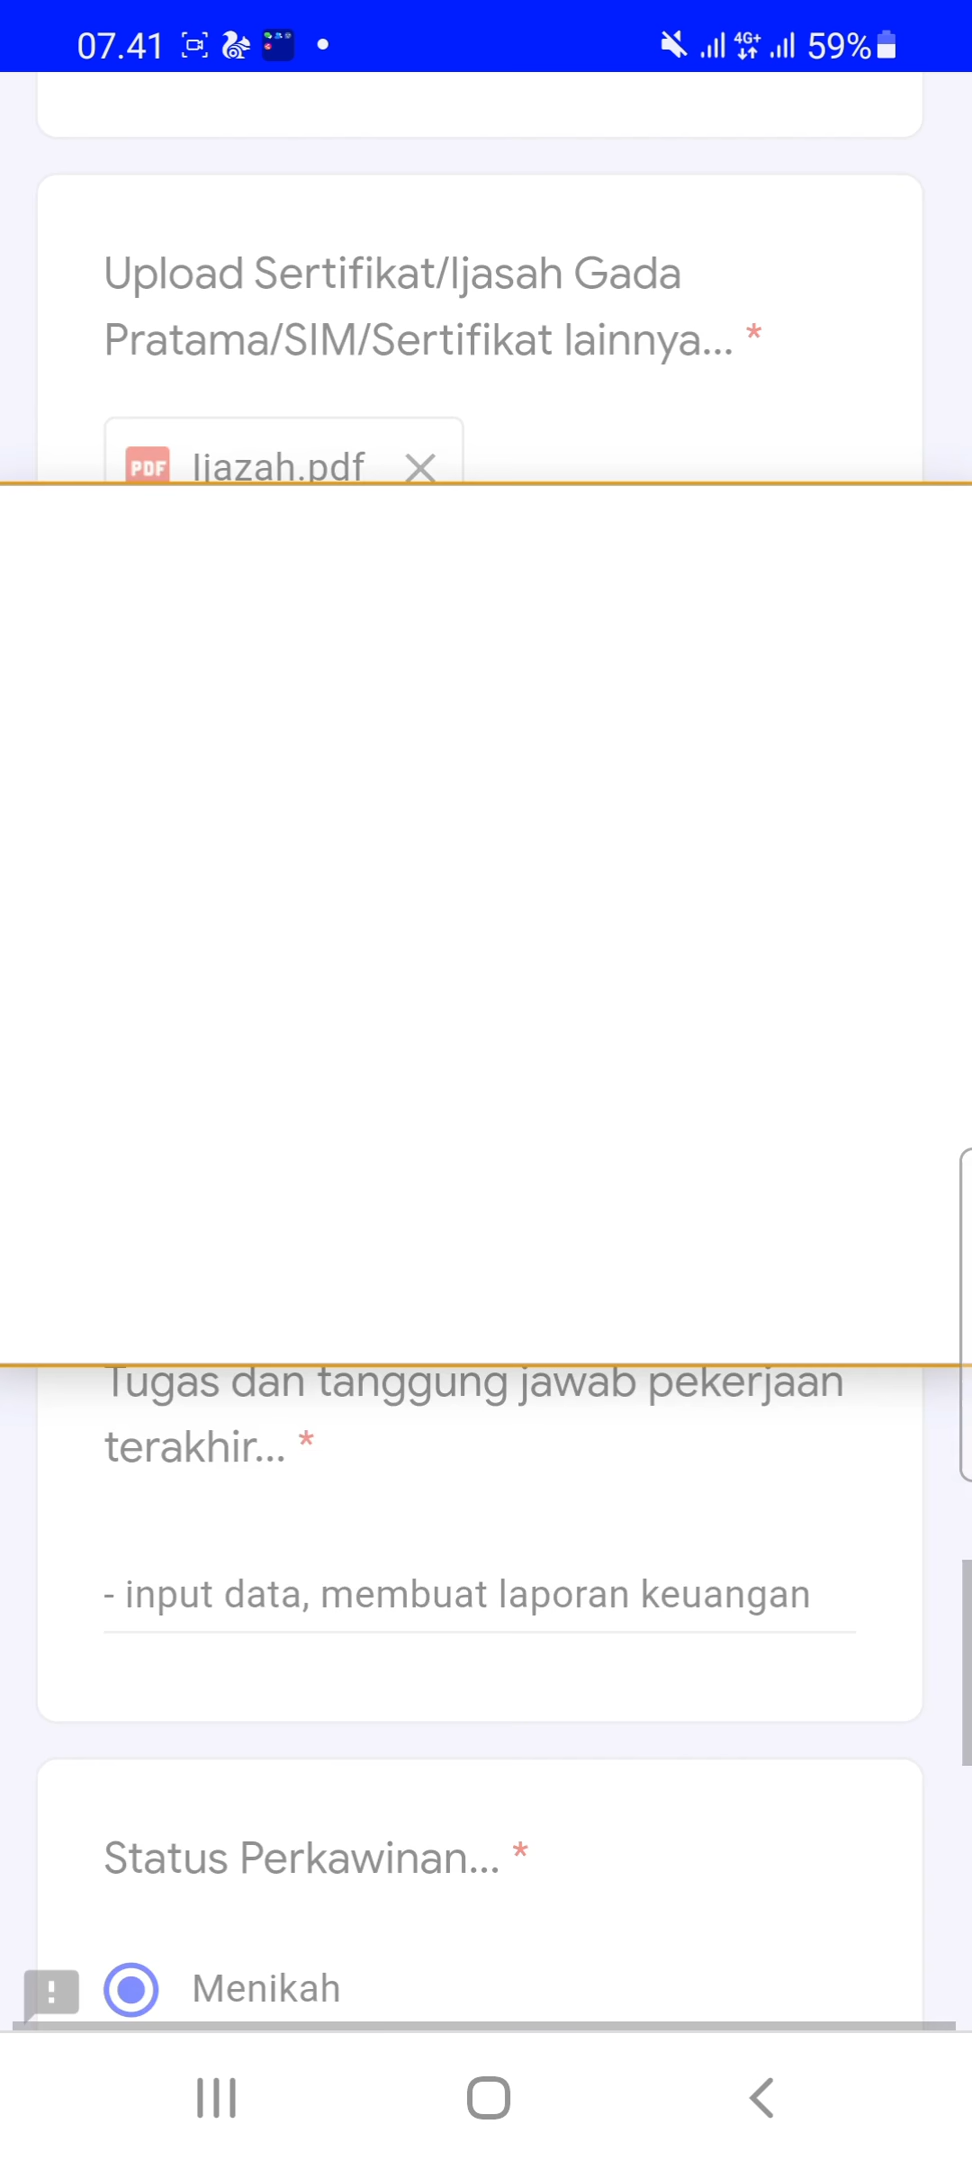 07.41
4G+
59%
Upload Sertifikat/Ijasah Gada
Pratama/SIM/Sertifikat lainnya... *
PDF Ijazah.pdf
Tugas dan tanggung jawab pekerjaan
terakhir... *
- input data, membuat laporan keuangan
Status Perkawinan... *
Menikah